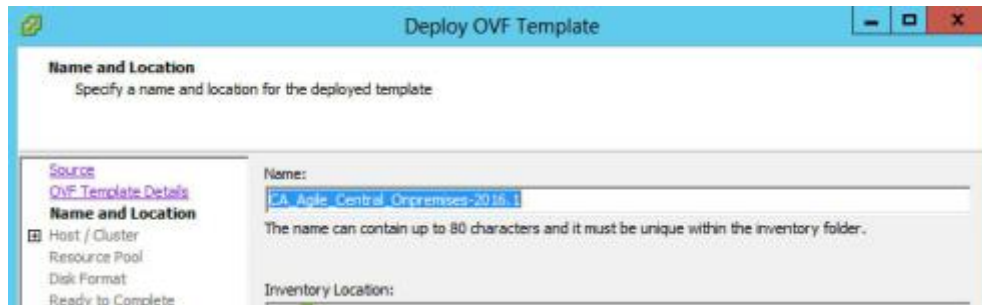 Deploy OVF Template
Name and Location
Specify a name and location for the deployed template
Source
OVF Template Details
Name and Location
Host / Cluster
Resource Pool
Disk Format
Ready to Complete
Name:
CA_Agile_Central_Onpremises-2016.1
The name can contain up to 80 characters and it must be unique within the inventory folder.
Inventory Location: